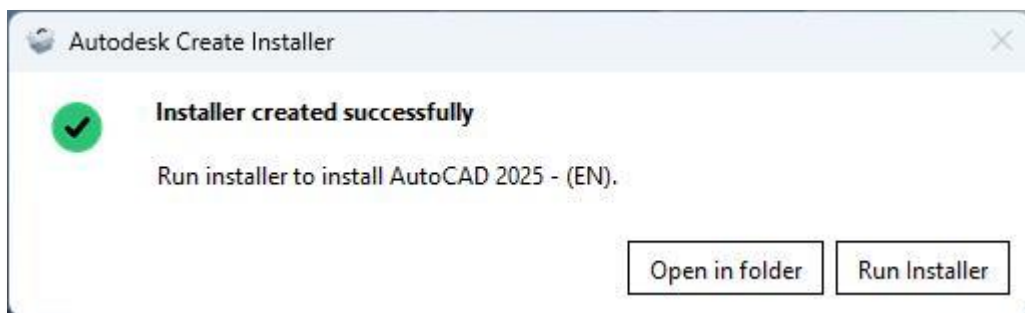 Autodesk Create Installer
Installer created successfully
Run installer to install AutoCAD 2025 - (EN).
Open in folder
Run Installer